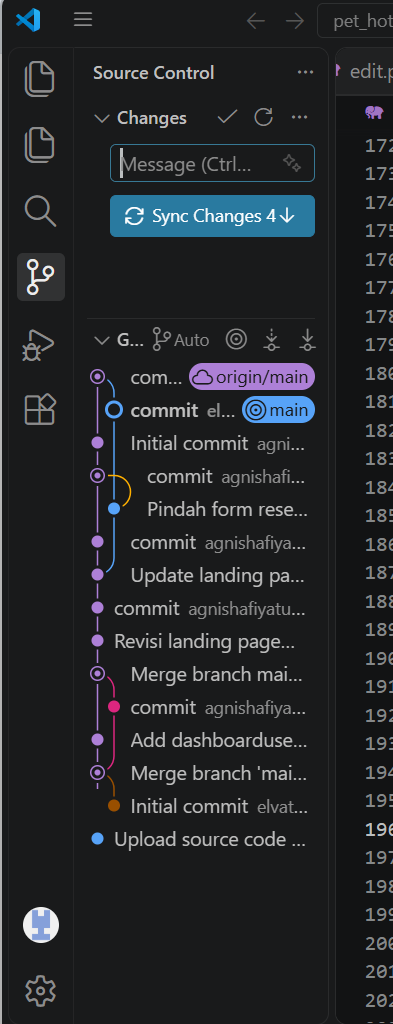 pet_hot
Source Control
edit.p
Changes
172
Message (Ctrl...
173
174
175
Sync Changes 4↓
176
177
178
G... Auto
179
com... origin/main
180
commit el... main
181
Initial commit agni...
182
commit agnishafi...
183
Pindah form rese...
184
185
commit agnishafiya...
186
Update landing pa...
187
commit agnishafiyatu...
188
Revisi landing page...
189
190
Merge branch mai...
191
commit agnishafiya...
192
Add dashboarduse...
193
Merge branch 'mai...
194
Initial commit elvat...
195
Upload source code ...
196
197
198
199
200
201
202